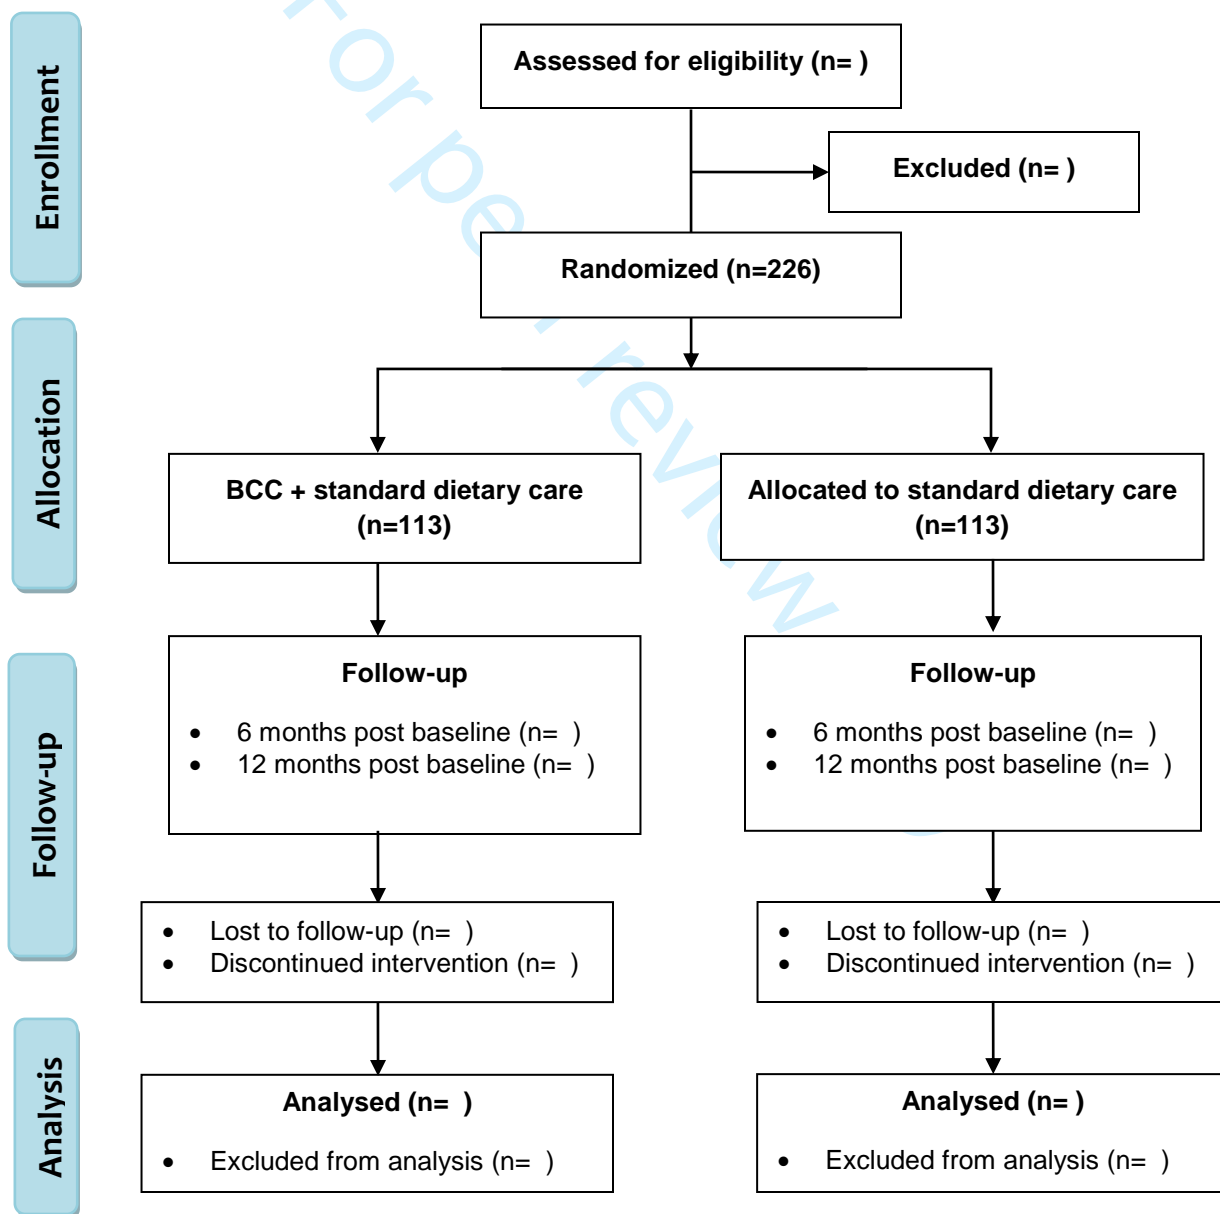 Enrollment
Assessed for eligibility (n= )
Excluded (n= )
Randomized (n=226)
Allocation
BCC + standard dietary care
(n=113)
Allocated to standard dietary care
(n=113)
Follow-up
Follow-up
• 6 months post baseline (n=  )
• 12 months post baseline (n=  )
Follow-up
• 6 months post baseline (n=  )
• 12 months post baseline (n=  )
• Lost to follow-up (n=  )
• Discontinued intervention (n=  )
• Lost to follow-up (n=  )
• Discontinued intervention (n=  )
Analysis
Analysed (n=  )
• Excluded from analysis (n=  )
Analysed (n= )
• Excluded from analysis (n=  )
For peer review